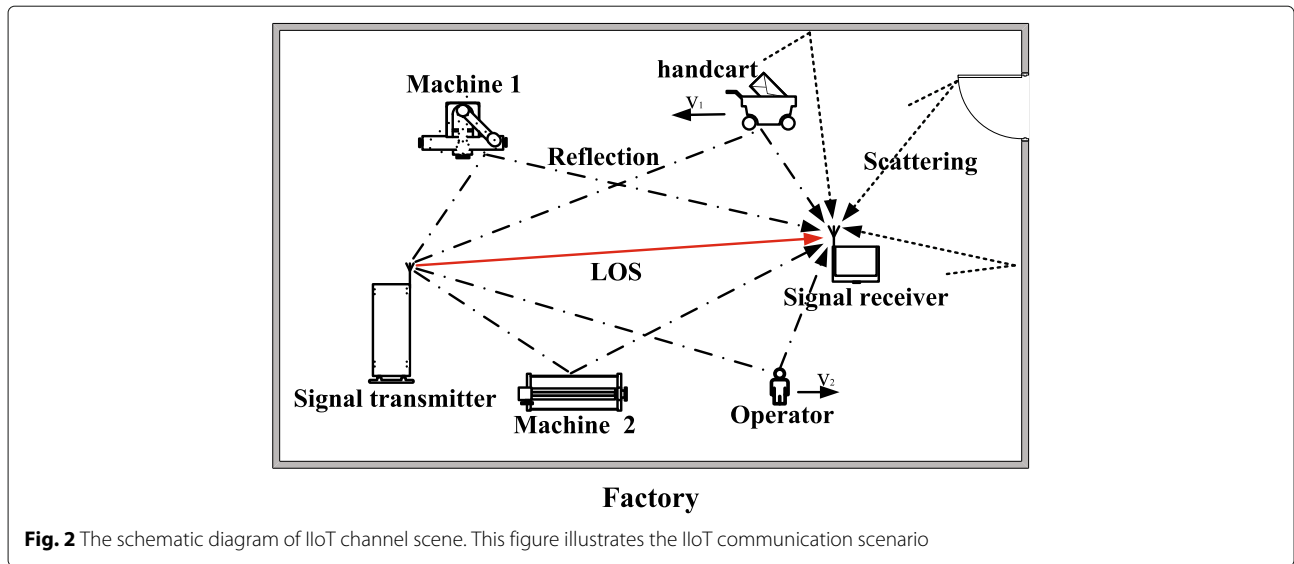 handcart
Machine 1
V1
Reflection
Scattering
LOS
Signal receiver
V2
Signal transmitter
Operator
Machine 2
Factory
Fig. 2 The schematic diagram of IIoT channel scene. This figure illustrates the IIoT communication scenario